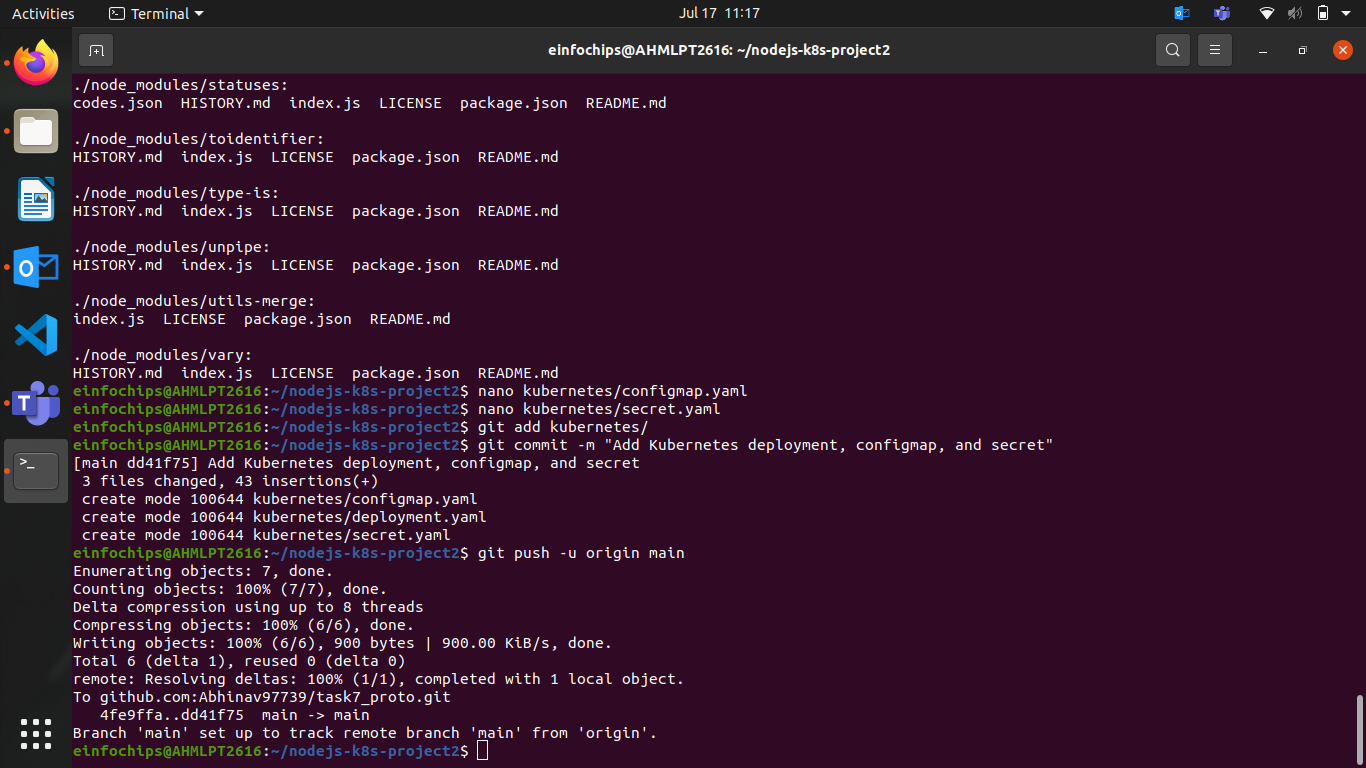 Activities
Terminal
Jul 17 11:17
einfochips@AHMLPT2616: ~/nodejs-k8s-project2
./node_modules/statuses:
codes.json  HISTORY.md  index.js  LICENSE  package.json  README.md
./node_modules/toidentifier:
HISTORY.md  index.js  LICENSE  package.json  README.md
./node_modules/type-is:
HISTORY.md  index.js  LICENSE  package.json  README.md
./node_modules/unpipe:
HISTORY.md  index.js  LICENSE  package.json  README.md
./node_modules/utils-merge:
index.js  LICENSE  package.json  README.md
./node_modules/vary:
HISTORY.md  index.js  LICENSE  package.json  README.md
einfochips@AHMLPT2616:~/nodejs-k8s-project2$ nano kubernetes/configmap.yaml
einfochips@AHMLPT2616:~/nodejs-k8s-project2$ nano kubernetes/secret.yaml
einfochips@AHMLPT2616:~/nodejs-k8s-project2$ git add kubernetes/
einfochips@AHMLPT2616:~/nodejs-k8s-project2$ git commit -m "Add Kubernetes deployment, configmap, and secret"
[main dd41f75] Add Kubernetes deployment, configmap, and secret
 3 files changed, 43 insertions(+)
 create mode 100644 kubernetes/configmap.yaml
 create mode 100644 kubernetes/deployment.yaml
 create mode 100644 kubernetes/secret.yaml
einfochips@AHMLPT2616:~/nodejs-k8s-project2$ git push -u origin main
Enumerating objects: 7, done.
Counting objects: 100% (7/7), done.
Delta compression using up to 8 threads
Compressing objects: 100% (6/6), done.
Writing objects: 100% (6/6), 900 bytes | 900.00 KiB/s, done.
Total 6 (delta 1), reused 0 (delta 0)
remote: Resolving deltas: 100% (1/1), completed with 1 local object.
To github.com:Abhinav97739/task7_proto.git
   4fe9ffa..dd41f75  main -> main
Branch 'main' set up to track remote branch 'main' from 'origin'.
einfochips@AHMLPT2616:~/nodejs-k8s-project2$